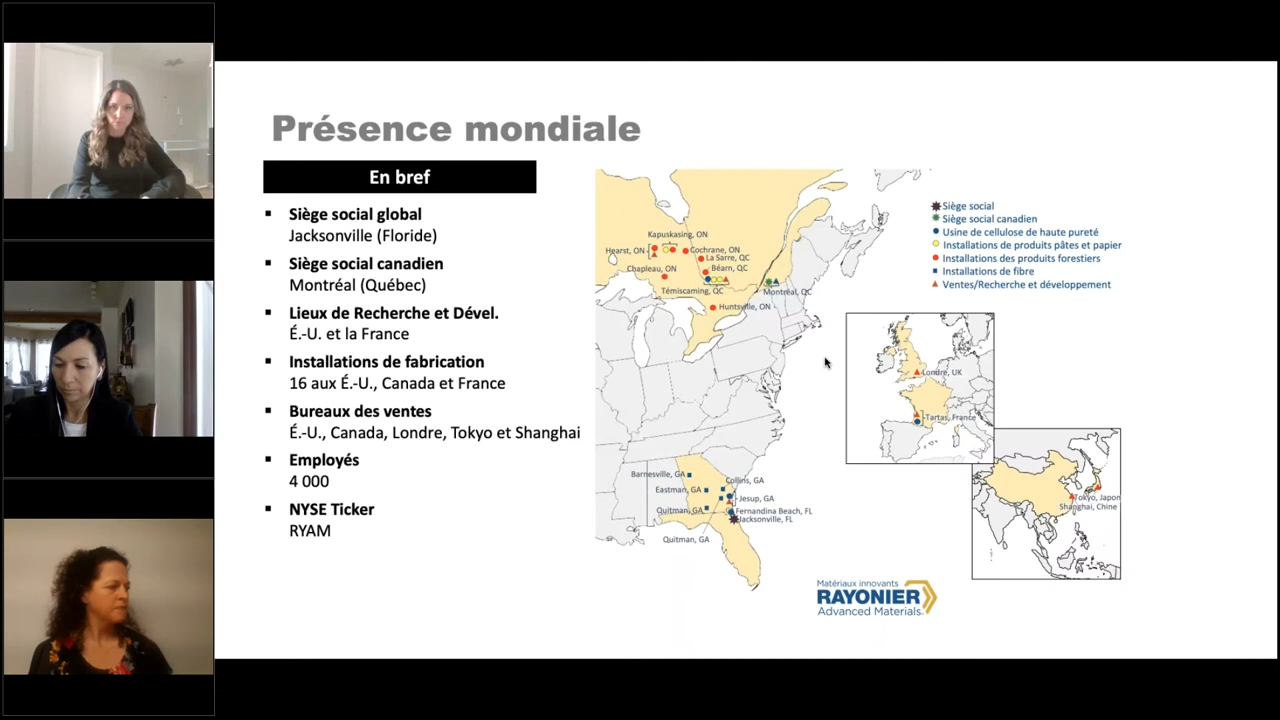 Présence mondiale
En bref
▪ Siège social global
Jacksonville (Floride)
▪ Siège social canadien
Montréal (Québec)
▪ Lieux de Recherche et Dével.
É.-U. et la France
▪ Installations de fabrication
16 aux É.-U., Canada et France
▪ Bureaux des ventes
É.-U., Canada, Londre, Tokyo et Shanghai
▪ Employés
4 000
▪ NYSE Ticker
RYAM
Siège social
Siège social canadien
Usine de cellulose de haute pureté
Installations de produits pâtes et papier
Installations des produits forestiers
Installations de fibre
Ventes/Recherche et développement
Kapuskasing, ON
Hearst, ON
Cochrane, ON
La Sarre, QC
Chapleau, ON
Béarn, QC
Témiscaming, QC
Montréal, QC
Huntsville, ON
Londre, UK
Tartas, France
Tokyo, Japon
Shanghai, Chine
Barnesville, GA
Collins, GA
Eastman, GA
Jesup, GA
Quitman, GA
Fernandina Beach, FL
Jacksonville, FL
Quitman, GA
Matériaux innovants
RAYONIER
Advanced Materials